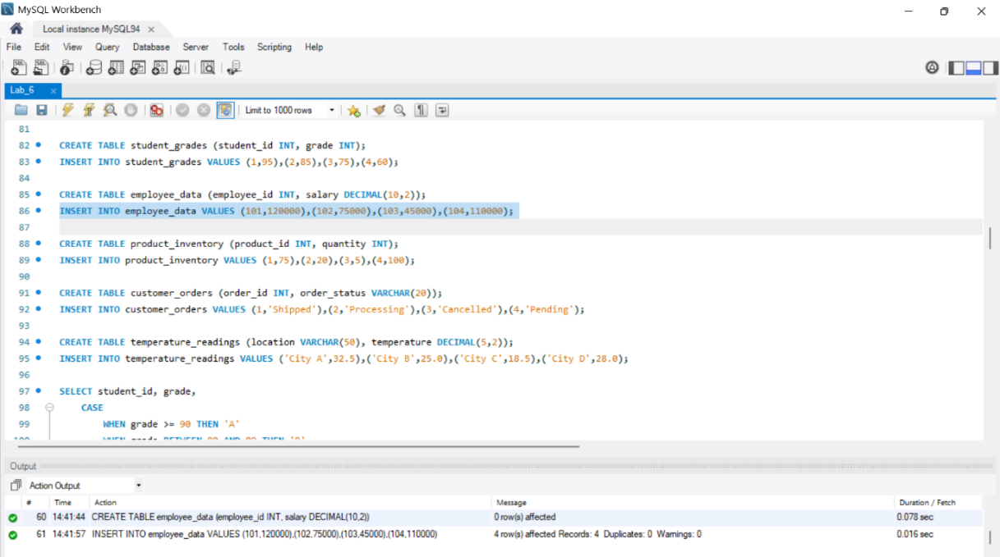 MySQL Workbench
Local instance MySQL94
File Edit View Query Database Server Tools Scripting Help
Lab_6
Limit to 1000 rows
81
82 CREATE TABLE student_grades (student_id INT, grade INT);
83 INSERT INTO student_grades VALUES (1,95),(2,85),(3,75),(4,60);
84
85 CREATE TABLE employee_data (employee_id INT, salary DECIMAL(10,2));
86 INSERT INTO employee_data VALUES (101,120000),(102,75000),(103,45000),(104,110000);
87
88 CREATE TABLE product_inventory (product_id INT, quantity INT);
89 INSERT INTO product_inventory VALUES (1,75),(2,20),(3,5),(4,100);
90
91 CREATE TABLE customer_orders (order_id INT, order_status VARCHAR(20));
92 INSERT INTO customer_orders VALUES (1,'Shipped'),(2,'Processing'),(3,'Cancelled'),(4,'Pending');
93
94 CREATE TABLE temperature_readings (location VARCHAR(50), temperature DECIMAL(5,2));
95 INSERT INTO temperature_readings VALUES ('City A',32.5),('City B',25.0),('City C',18.5),('City D',28.0);
96
97 SELECT student_id, grade,
98 CASE
99 WHEN grade >= 90 THEN 'A'
Output
Action Output
# Time Action Message Duration / Fetch
60 14:41:44 CREATE TABLE employee_data (employee_id INT, salary DECIMAL(10,2)) 0 row(s) affected 0.078 sec
61 14:41:57 INSERT INTO employee_data VALUES (101,120000),(102,75000),(103,45000),(104,110000) 4 row(s) affected Records: 4 Duplicates: 0 Warnings: 0 0.016 sec